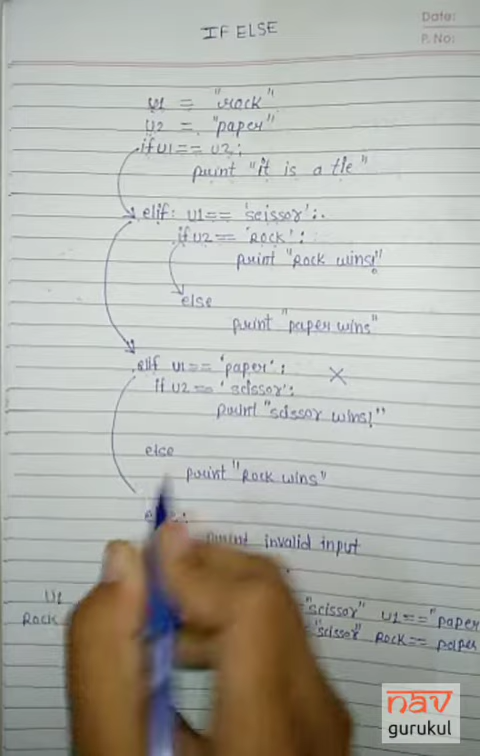 IF ELSE
Date:
P. No:
U1 = "rock"
U2 = "paper"
if U1 == U2:
print "it is a tie"
elif: U1 == 'scissor':
if U2 == 'ROCK':
print "Rock wins!"
else
print "paper wins"
elif U1 == 'paper': X
if U2 == 'scissor':
print "scissor wins!"
else
print "Rock wins"
print invalid input
U1 = "scissor" U1 == "paper
ROCK "scissor" ROCK == paper
nav
gurukul